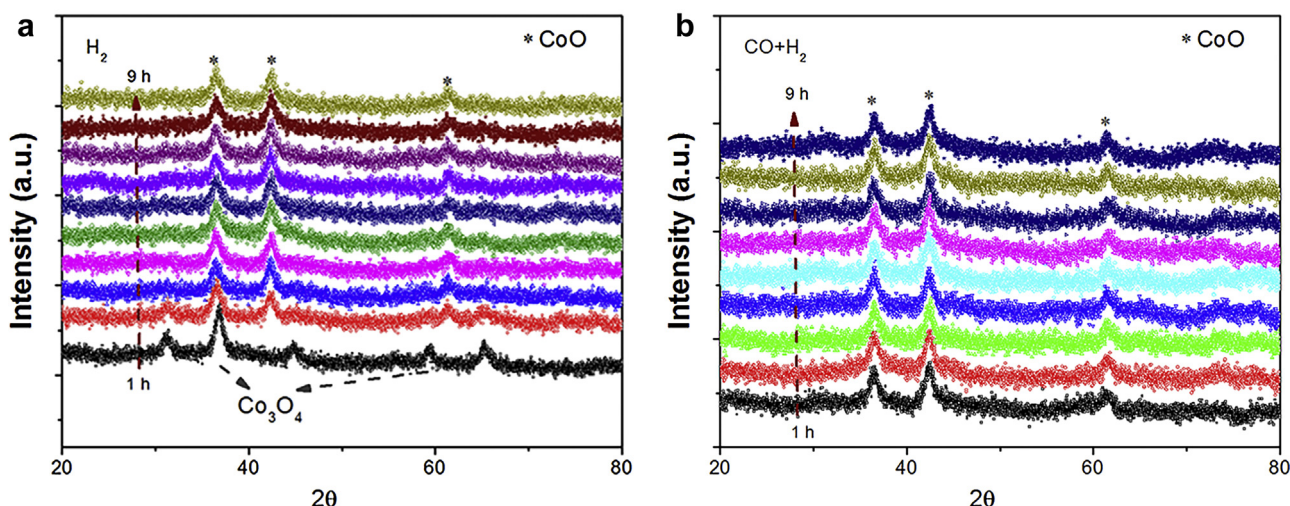 a
H2
* CoO
9 h
* * *
1 h
Co3O4
Intensity (a.u.)
20 40 60 80
2θ
b
CO+H2
* CoO
9 h
* * *
1 h
Intensity (a.u.)
20 40 60 80
2θ